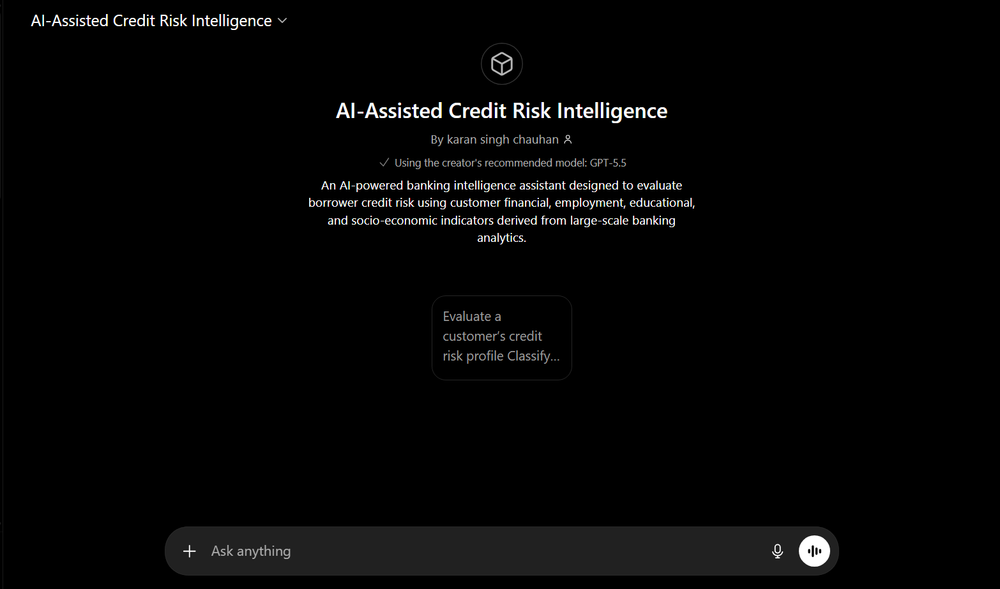 AI-Assisted Credit Risk Intelligence
AI-Assisted Credit Risk Intelligence
By karan singh chauhan
Using the creator's recommended model: GPT-5.5
An AI-powered banking intelligence assistant designed to evaluate
borrower credit risk using customer financial, employment, educational,
and socio-economic indicators derived from large-scale banking
analytics.
Evaluate a
customer’s credit
risk profile Classify...
Ask anything